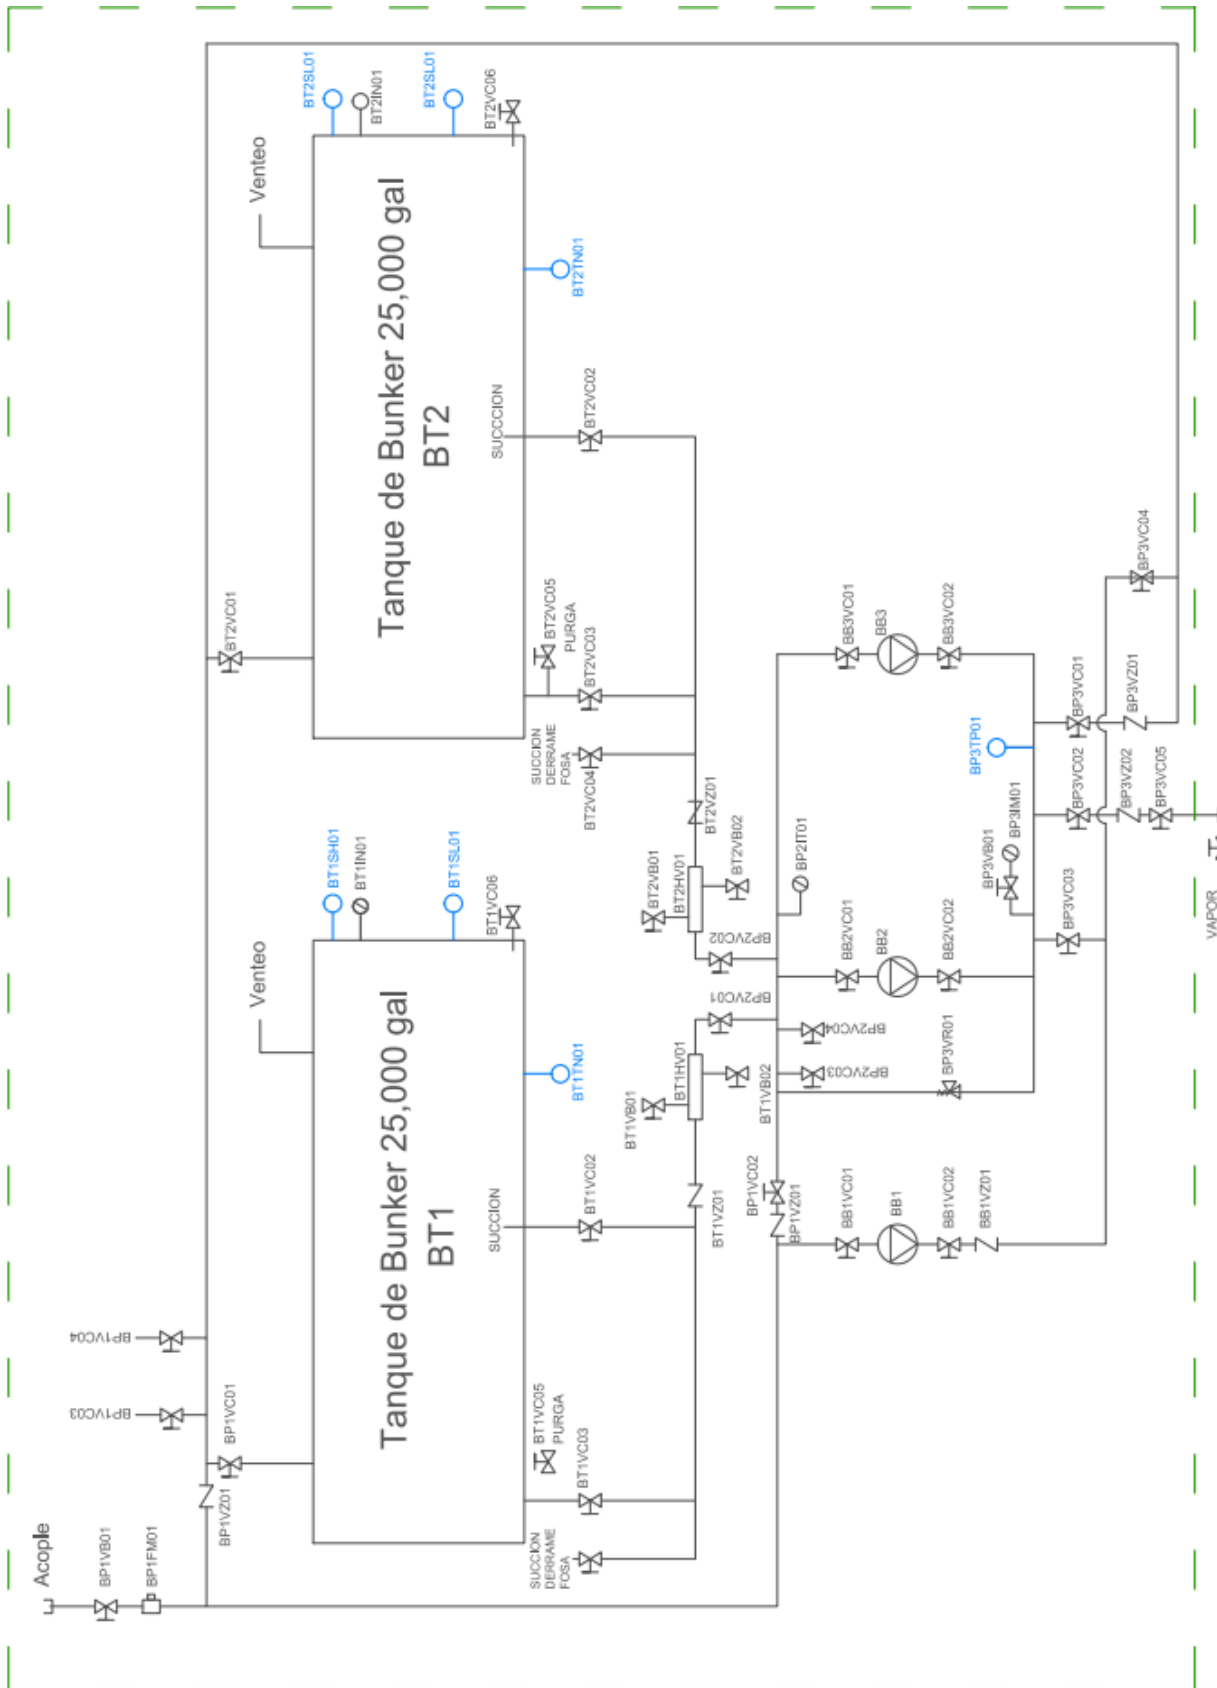 Acople
BP1VB01
BP1FM01
BP1VZ01
BP1VC01
BP1VC03
BP1VC04
Venteo
Tanque de Bunker 25,000 gal
BT1
BT1SH01
BT1IN01
BT1SL01
BT1VC06
BT1TN01
SUCCION
BT1VC02
BT1VC05
PURGA
BT1VC03
SUCCION
DERRAME
FOSA
BT1VZ01
BT1VB01
BT1HV01
BT1VB02
BT2VC01
Venteo
Tanque de Bunker 25,000 gal
BT2
BT2SL01
BT2IN01
BT2SL01
BT2VC06
BT2TN01
SUCCCION
BT2VC02
BT2VC05
PURGA
BT2VC03
SUCCION
DERRAME
FOSA
BT2VC04
BT2VZ01
BT2VB01
BT2HV01
BT2VB02
BP2VC02
BP2VC01
BP2VC04
BP2VC03
BP2IT01
BP1VC02
BP1VZ01
BB1VC01
BB1
BB1VC02
BB1VZ01
BB2VC01
BB2
BB2VC02
BB3VC01
BB3
BB3VC02
BP3VR01
BP3VB01
BP3IM01
BP3TP01
BP3VC03
BP3VC02
BP3VZ02
BP3VC05
BP3VC01
BP3VZ01
BP3VC04
VAPOR